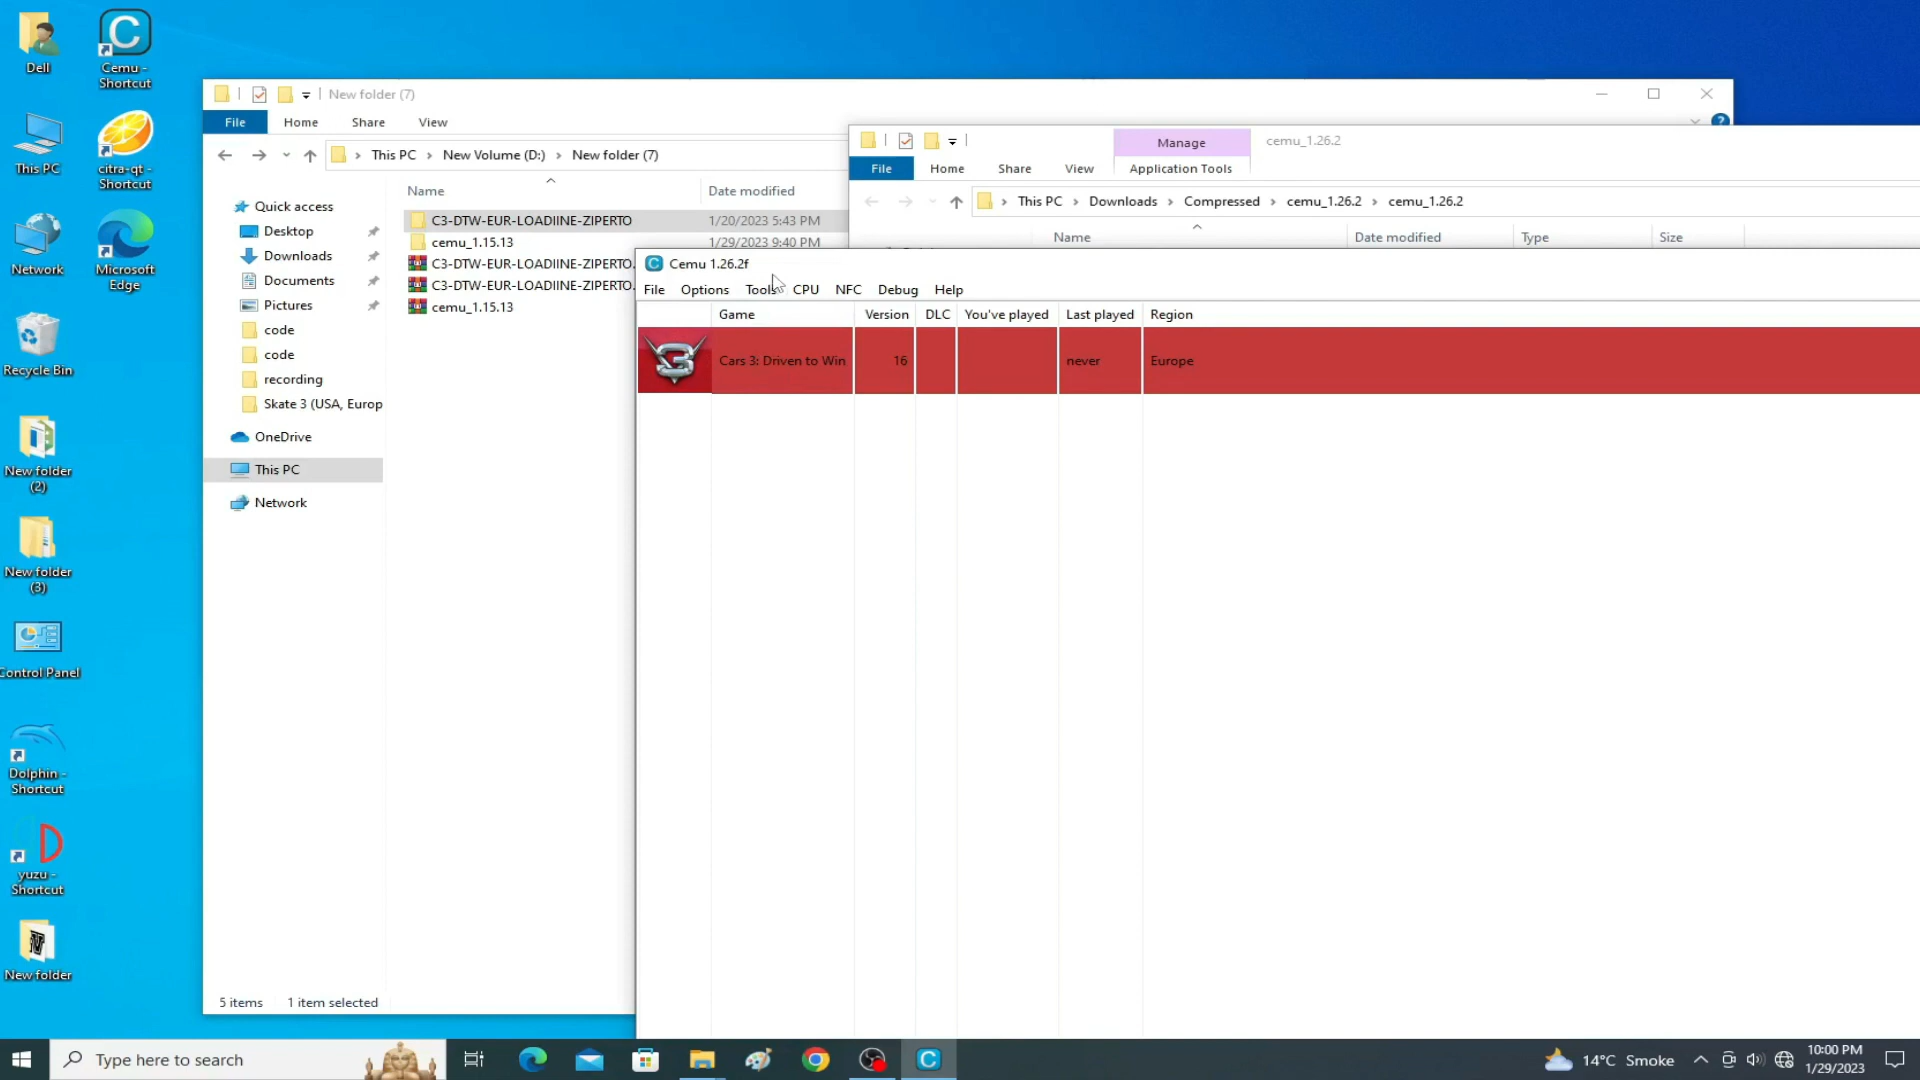 Dell
Cemu -
Shortcut
This PC
citra-qt -
Shortcut
Network
Microsoft
Edge
Recycle Bin
New folder
(2)
New folder
(3)
Control Panel
Dolphin -
Shortcut
yuzu -
Shortcut
New folder
New folder (7)
File Home Share View
This PC New Volume (D:) New folder (7)
Name Date modified
Quick access
Desktop
Downloads
Documents
Pictures
code
code
recording
Skate 3 (USA, Europ
OneDrive
This PC
Network
C3-DTW-EUR-LOADIINE-ZIPERTO 1/20/2023 5:43 PM
cemu_1.15.13 1/29/2023 9:40 PM
C3-DTW-EUR-LOADIINE-ZIPERTO.
C3-DTW-EUR-LOADIINE-ZIPERTO.
cemu_1.15.13
5 items 1 item selected
Manage cemu_1.26.2
File Home Share View Application Tools
This PC Downloads Compressed cemu_1.26.2 cemu_1.26.2
Name Date modified Type Size
Cemu 1.26.2f
File Options Tools CPU NFC Debug Help
Game Version DLC You've played Last played Region
Cars 3: Driven to Win 16 never Europe
Type here to search
14°C Smoke
10:00 PM
1/29/2023